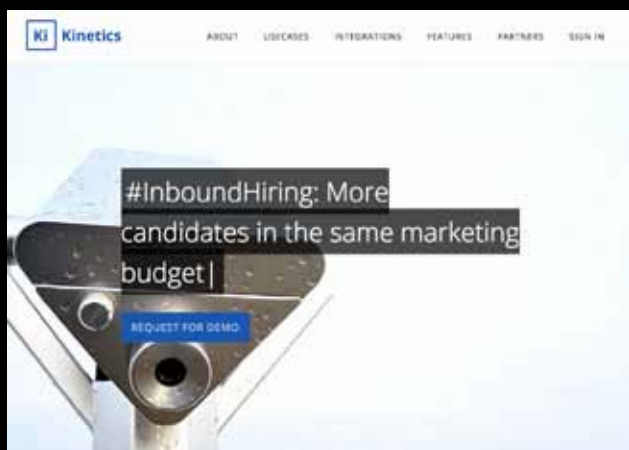 Ki Kinetics
ABOUT USECASES INTEGRATIONS FEATURES PARTNERS SIGN IN
#InboundHiring: More
candidates in the same marketing
budget|
REQUEST FOR DEMO